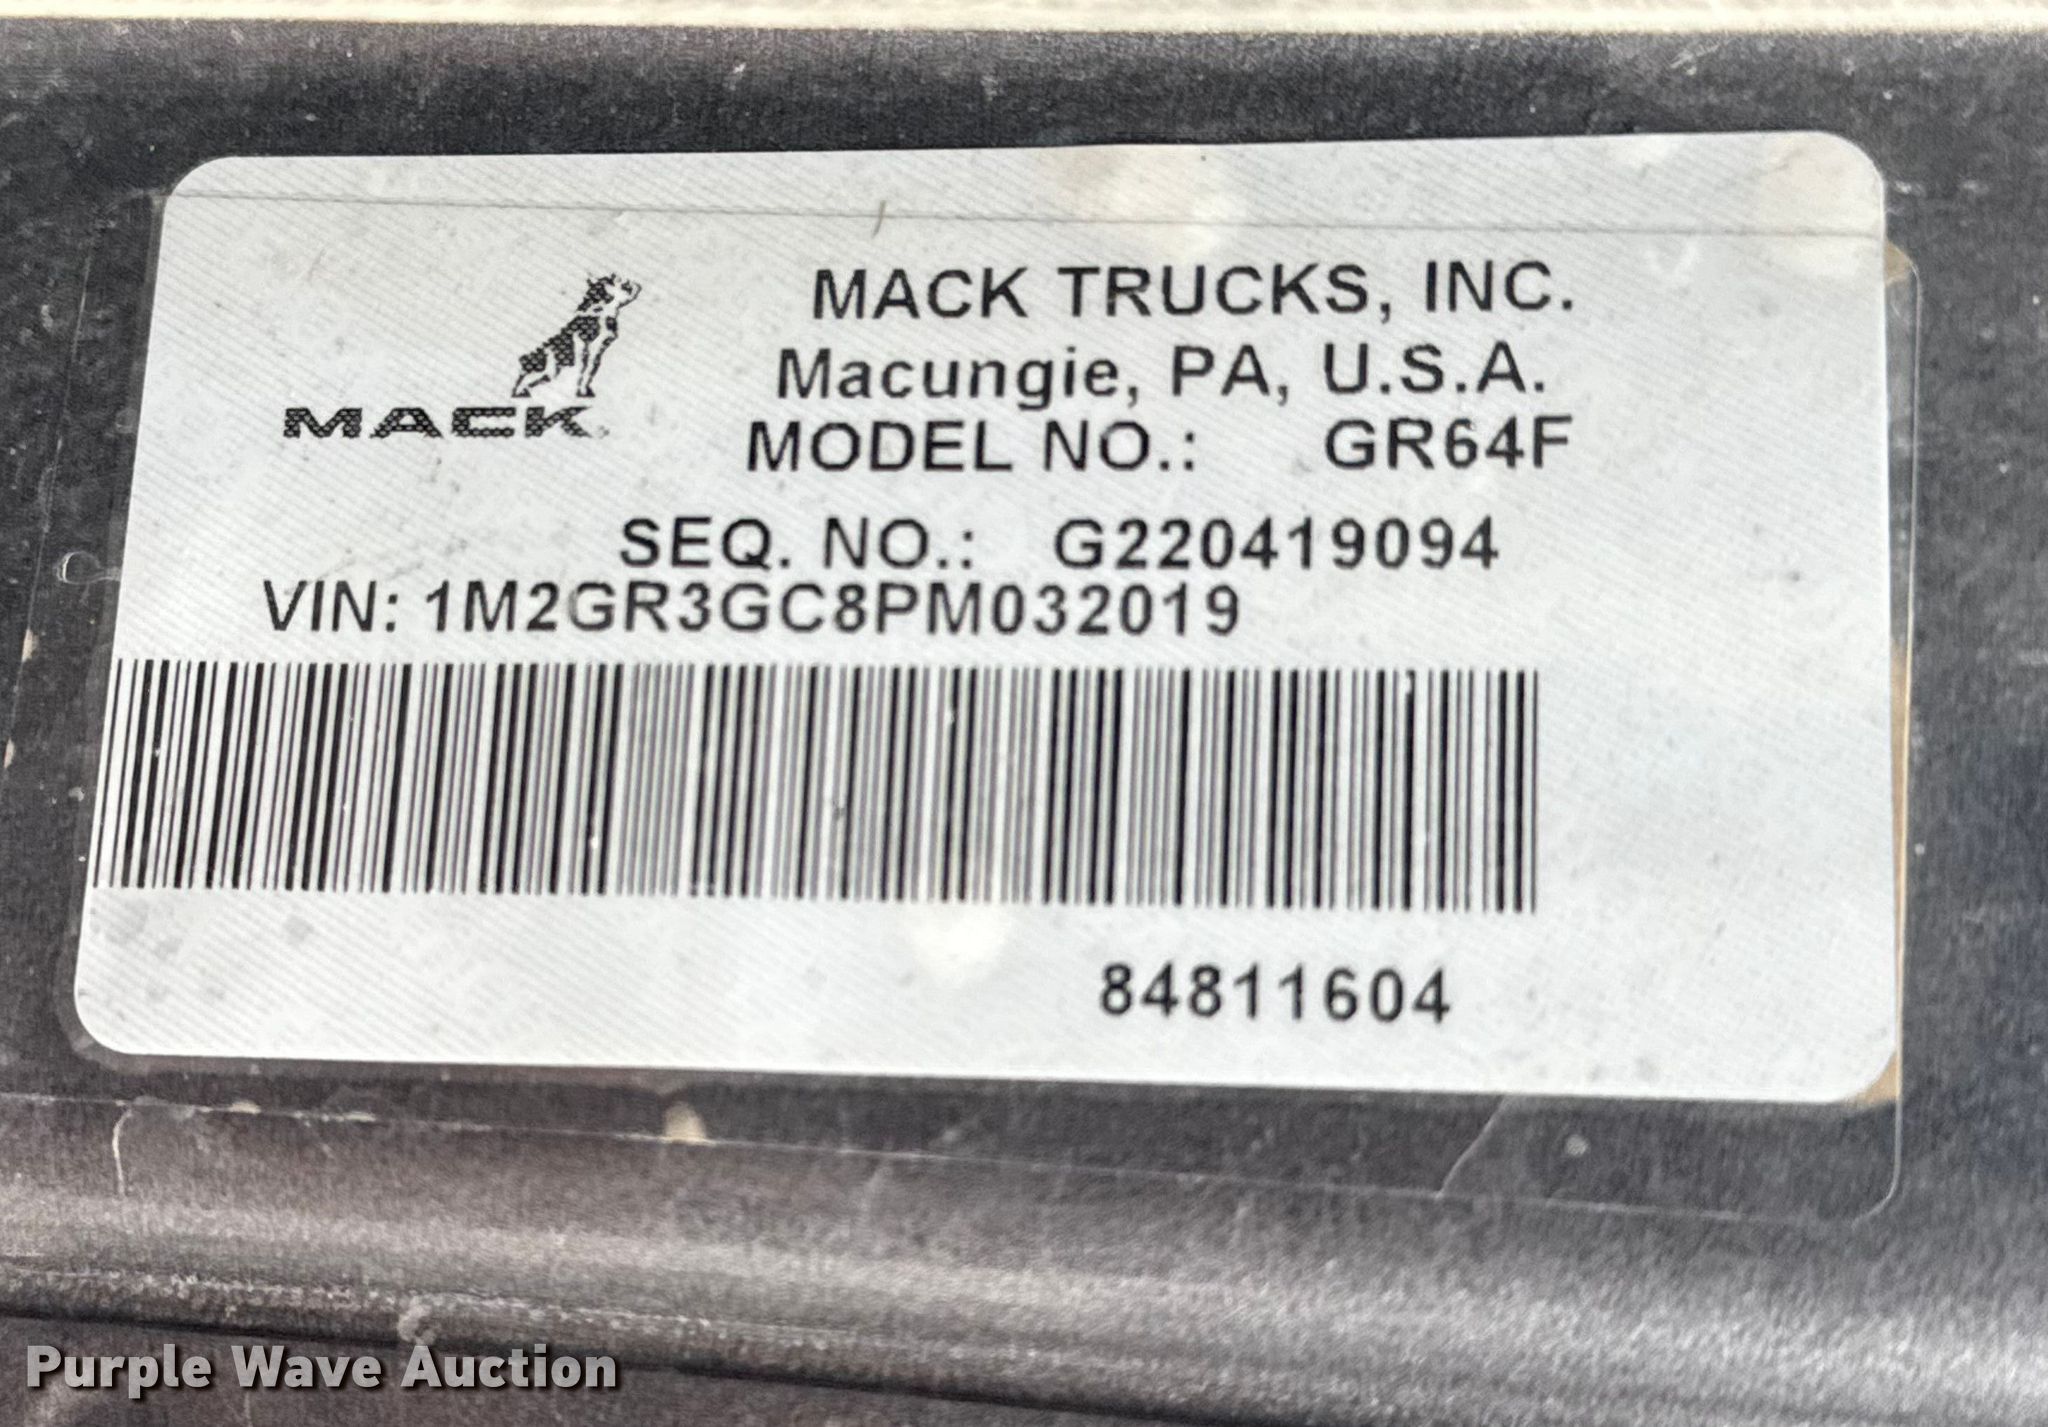 MACK TRUCKS, INC.
Macungie, PA, U.S.A.
MACK
MODEL NO.: GR64F
SEQ. NO.: G220419094
VIN: 1M2GR3GC8PM032019
84811604
Purple Wave Auction